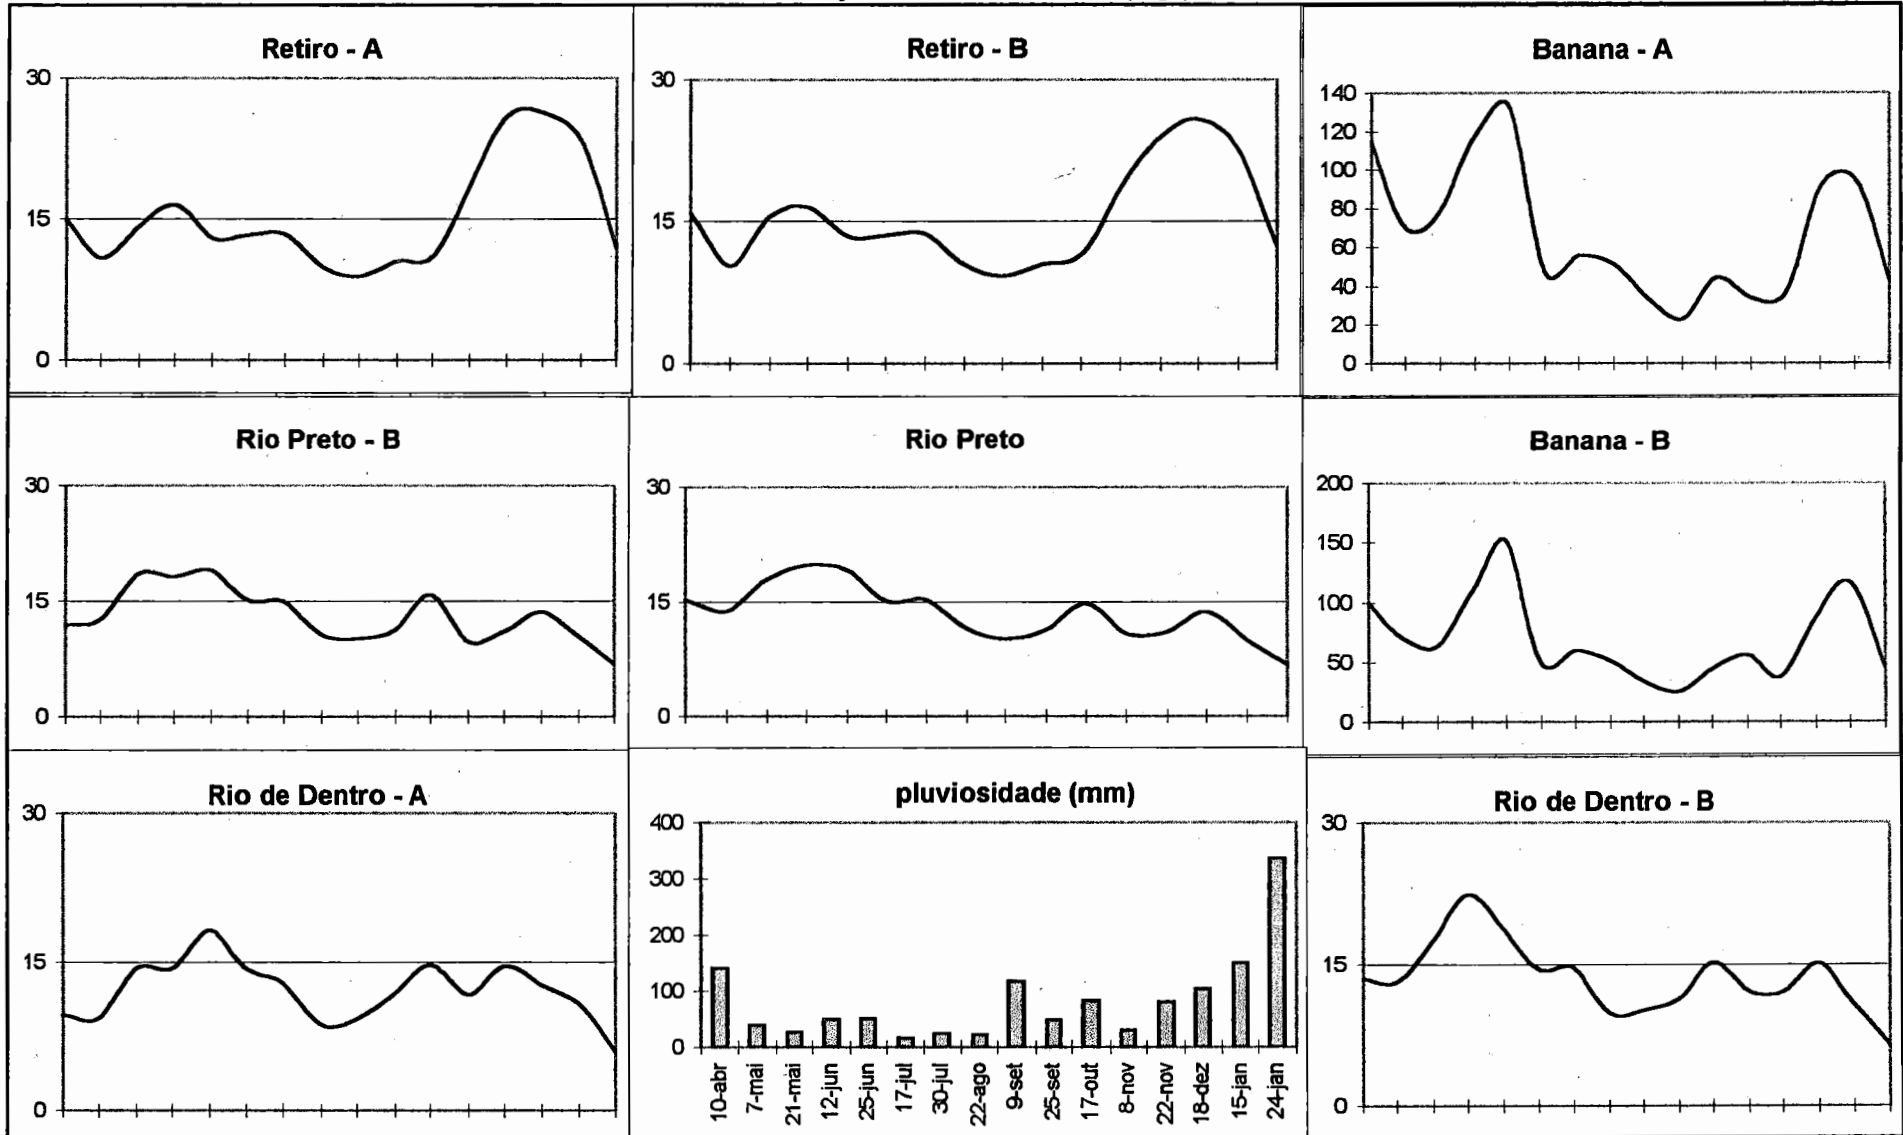 Retiro - A
30
15
0
Retiro - B
30
15
0
Banana - A
140
120
100
80
60
40
20
0
Rio Preto - B
30
15
0
Rio Preto
30
15
0
Banana - B
200
150
100
50
0
Rio de Dentro - A
30
15
0
pluviosidade (mm)
400
300
200
100
0
10-abr
7-mai
21-mai
12-jun
25-jun
17-jul
30-jul
22-ago
9-set
25-set
17-out
8-nov
22-nov
18-dez
15-jan
24-jan
Rio de Dentro - B
30
15
0